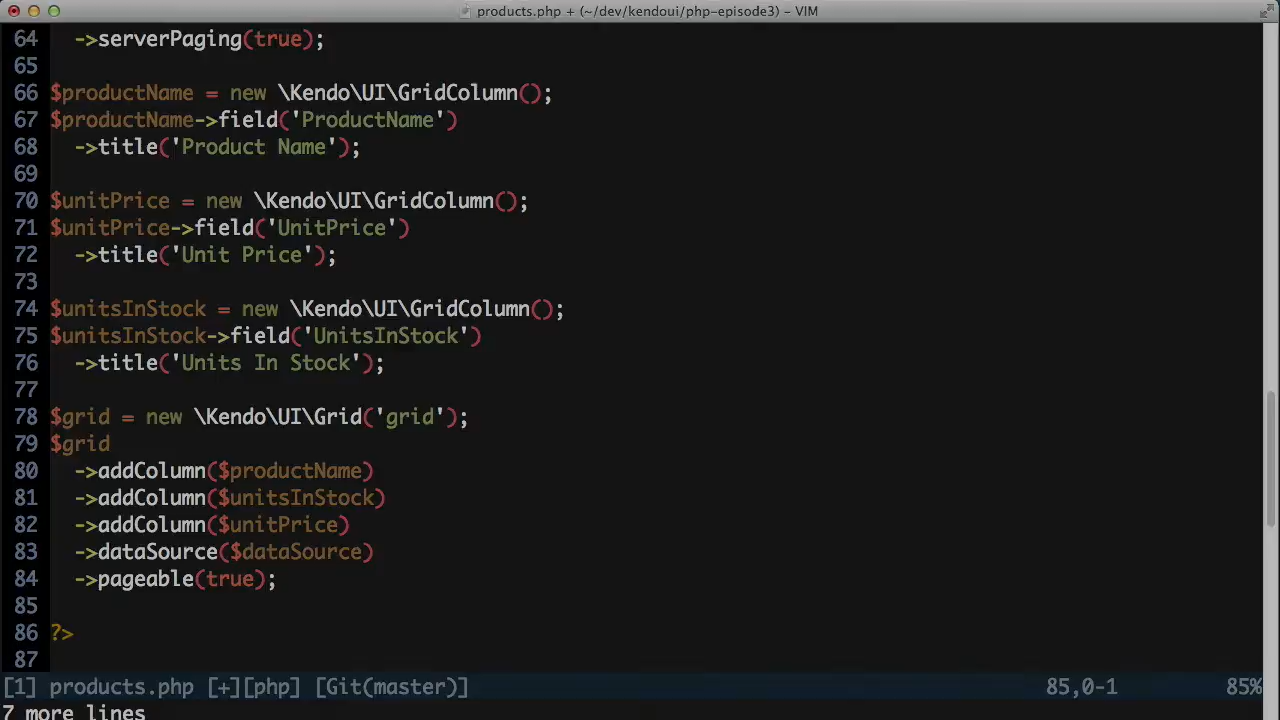 products.php + (~/dev/kendoui/php-episode3) – VIM
64 ->serverPaging(true);
65
66 $productName = new \Kendo\UI\GridColumn();
67 $productName->field('ProductName')
68 ->title('Product Name');
69
70 $unitPrice = new \Kendo\UI\GridColumn();
71 $unitPrice->field('UnitPrice')
72 ->title('Unit Price');
73
74 $unitsInStock = new \Kendo\UI\GridColumn();
75 $unitsInStock->field('UnitsInStock')
76 ->title('Units In Stock');
77
78 $grid = new \Kendo\UI\Grid('grid');
79 $grid
80 ->addColumn($productName)
81 ->addColumn($unitsInStock)
82 ->addColumn($unitPrice)
83 ->dataSource($dataSource)
84 ->pageable(true);
85
86 ?>
87
[1] products.php [+][php] [Git(master)] 85,0-1 85%
7 more lines